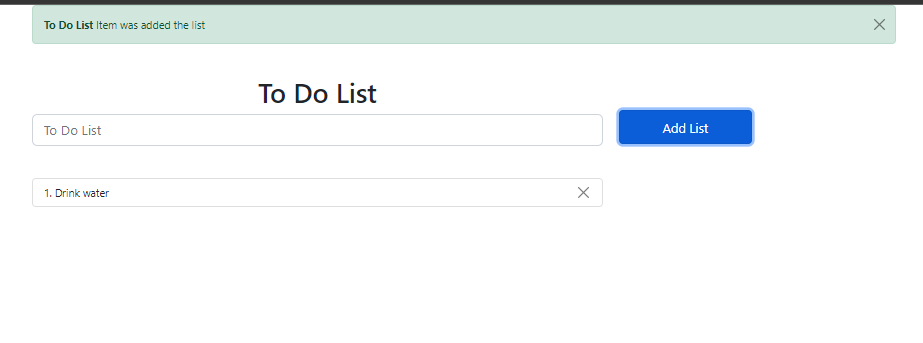 To Do List Item was added the list
To Do List
To Do List
Add List
1. Drink water